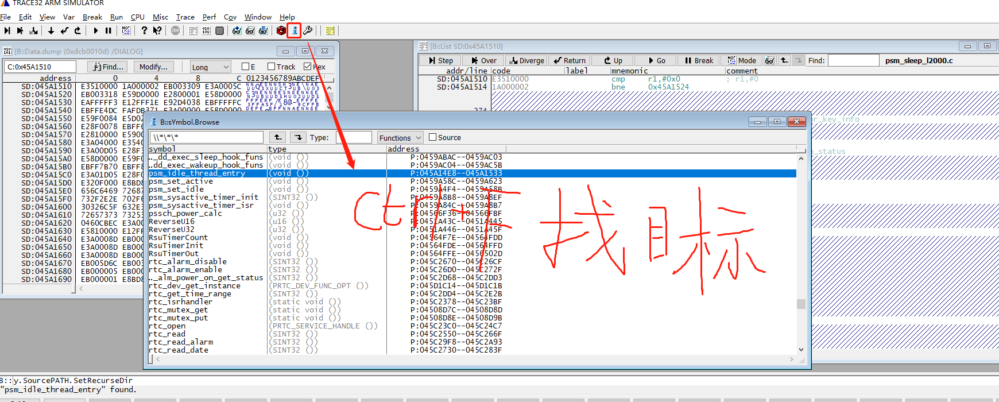 TRACE32 ARM SIMULATOR
File Edit View Var Break Run CPU Misc Trace Perf Cov Window Help
[B::Data.dump (0xdcb0010d) /DIALOG]
C:0x45A1510 Find... Modify... Long E Track Hex
address 0 4 8 C 0123456789ABCDEF
SD:045A1510 E3510000 1A000002 EB003309 E3A0005C
SD:045A1520 EB003318 E59D0000 E2800001 E58D0000
SD:045A1530 EAFFFFF3 E12FFF1E E92D4038 EBFFFFFC
SD:045A1540 EBFFE4DC FAFDB371 E3A00000 E58D0000
SD:045A1550 E59F0084 E5D02
SD:045A1560 E28F0078 EBFF6
SD:045A1570 E2810000 E5900
SD:045A1580 E3A04000 E3540
SD:045A1590 E3A00D05 E28F3
SD:045A15A0 E58D0000 E59F0
SD:045A15B0 EBFF7B70 EBFF8
SD:045A15C0 E3A01D05 E28F0
SD:045A15D0 E320F000 E8BD8
SD:045A15E0 656C6469 72687
SD:045A15F0 732F2E2E 702F6
SD:045A1600 30326C5F 632E3
SD:045A1610 72657373 73253
SD:045A1620 0460CBEC E3A00
SD:045A1630 E5810000 E12FF
SD:045A1640 E3A0008D EB000
SD:045A1650 E3A0008D EB000
SD:045A1660 E3A0008D EB000
SD:045A1670 EB005D6C EB003
SD:045A1680 EB000005 EB000
SD:045A1690 EB000001 E8BD8
[B::List SD:0x45A1510]
Step Over Diverge Return Up Go Break Mode Find: psm_sleep_l2000.c
addr/line code label mnemonic comment
SD:045A1510 E3510000 cmp r1,#0x0 ; r1,#0
SD:045A1514 1A000002 bne 0x45A1524
274
r_key_info
_status
B::sYmbol.Browse
\\*\*\* Type: Functions Source
symbol type address
.._dd_exec_sleep_hook_funs (void ()) P:0459ABAC--0459AC03
..dd_exec_wakeup_hook_funs (void ()) P:0459AC04--0459AC5B
psm_idle_thread_entry (void ()) P:045A14E8--045A1533
psm_set_active (void ()) P:0459A58C--0459A623
psm_set_idle (void ()) P:0459A4F4--0459A58B
psm_sysactive_timer_init (SINT32 ()) P:0459A8B8--0459A8EF
psm_sysactive_timer_isr (void ()) P:0459A84C--0459A8B7
pssch_power_calc (u32 ()) P:04566F36--04566FBF
ReverseU16 (u16 ()) P:0451A43C--0451A445
ReverseU32 (u32 ()) P:0451A446--0451A45F
RsuTimerCount (void ()) P:04564F7E--04564FDD
RsuTimerInit (void ()) P:04564FDE--04564FFD
RsuTimerOut (void ()) P:04564FFE--0456502D
rtc_alarm_disable (SINT32 ()) P:045C2670--045C26CF
rtc_alarm_enable (SINT32 ()) P:045C26D0--045C272F
.._alm_power_on_get_status (SINT32 ()) P:045C2D68--045C2DD3
rtc_dev_get_instance (PRTC_DEV_FUNC_OPT ()) P:045D1C14--045D1C1B
rtc_get_time_range (SINT32 ()) P:045C2DD4--045C2E2B
rtc_isrhandler (static void ()) P:045C2378--045C23BF
rtc_mutex_get (static void ()) P:04508D7C--04508D8D
rtc_mutex_put (static void ()) P:04508D8E--04508D9B
rtc_open (PRTC_SERVICE_HANDLE ()) P:045C23C0--045C24C7
rtc_read (SINT32 ()) P:045C2550--045C266F
rtc_read_alarm (SINT32 ()) P:045C29F8--045C2A93
rtc_read_date (SINT32 ()) P:045C2730--045C283F
Ctrl+F 找目标
B::y.SourcePATH.SetRecurseDir
"psm_idle_thread_entry" found.